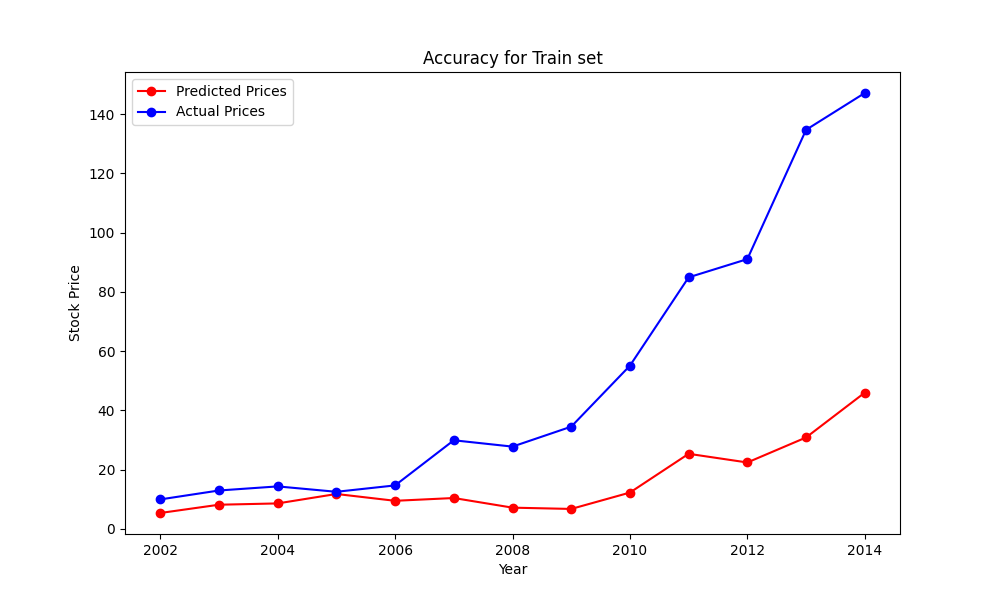 Accuracy for Train set
Predicted Prices
Actual Prices
140
120
100
80
60
40
20
0
Stock Price
2002 2004 2006 2008 2010 2012 2014
Year